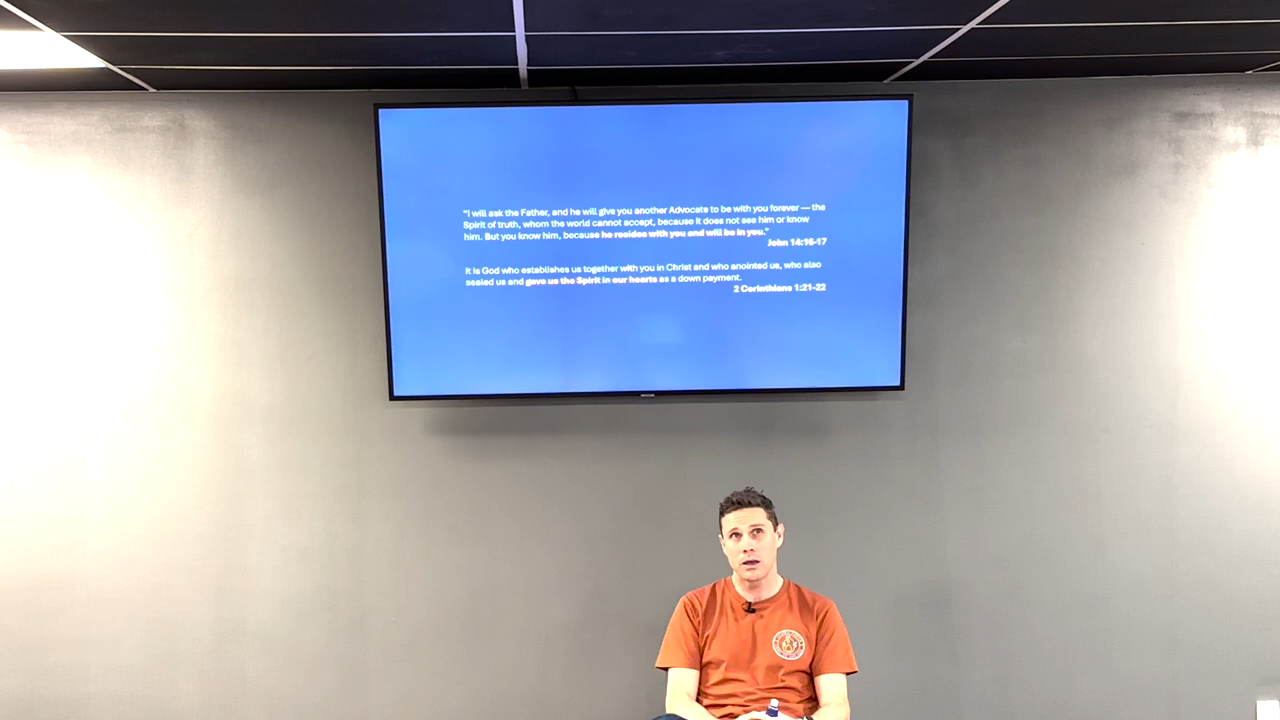 “I will ask the Father, and he will give you another Advocate to be with you forever — the
Spirit of truth, whom the world cannot accept, because it does not see him or know
him. But you know him, because he resides with you and will be in you.”
John 14:16-17
It is God who establishes us together with you in Christ and who anointed us, who also
sealed us and gave us the Spirit in our hearts as a down payment.
2 Corinthians 1:21-22